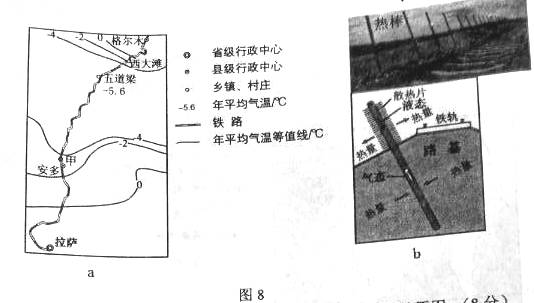 -4
-2
0
格尔木
西大滩
五道梁
-5.6
-4
-2
甲
安多
0
拉萨
a
省级行政中心
县级行政中心
乡镇、村庄
-5.6 年平均气温/℃
铁路
年平均气温等值线/℃
热棒
散热片
液态
热量
热量
铁轨
路基
热量
气态
热量
b
图8
(8分)